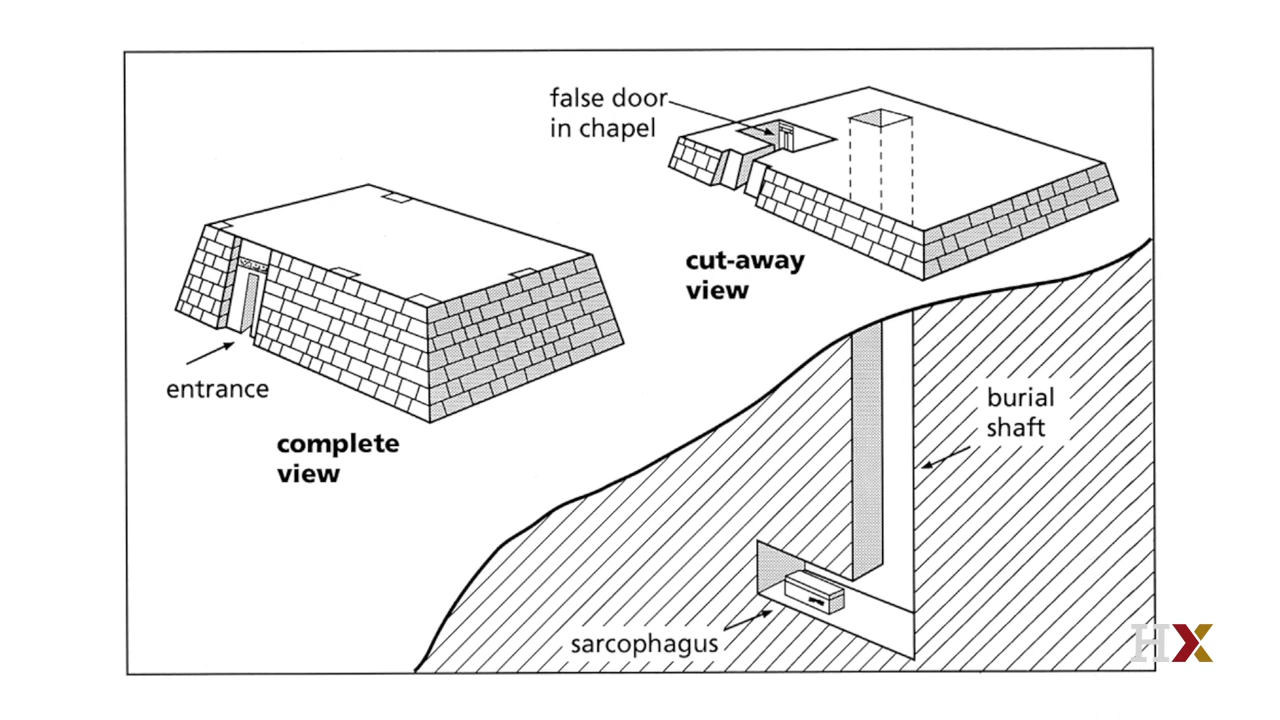 false door
in chapel
cut-away
view
entrance
complete
view
burial
shaft
sarcophagus
HX